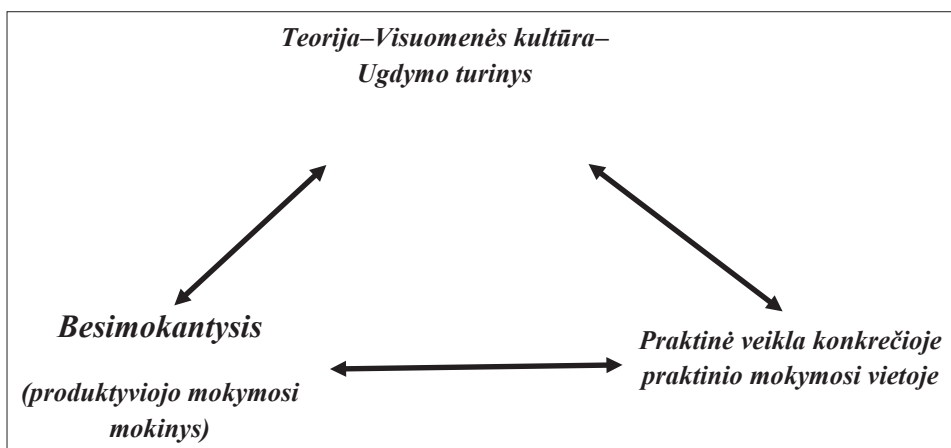 Teorija–Visuomenės kultūra–
Ugdymo turinys
Besimokantysis
(produktyviojo mokymosi
mokinys)
Praktinė veikla konkrečioje
praktinio mokymosi vietoje